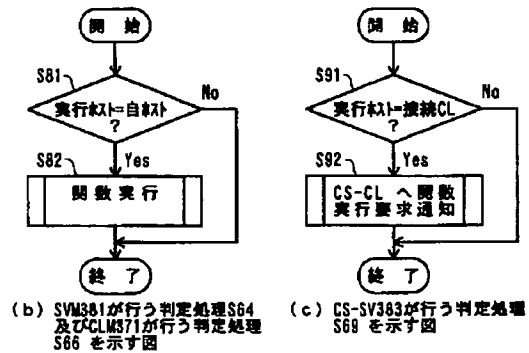 開始
S81
実行ホスト=自ホスト
?
No
S82
Yes
関数実行
終了
(b) SVM381が行う判定処理S64
及びCLM371が行う判定処理
S66 を示す図
開始
S91
実行ホスト=接続CL
?
No
S92
Yes
CS-CL へ関数
実行要求通知
終了
(c) CS-SV383が行う判定処理
S69 を示す図